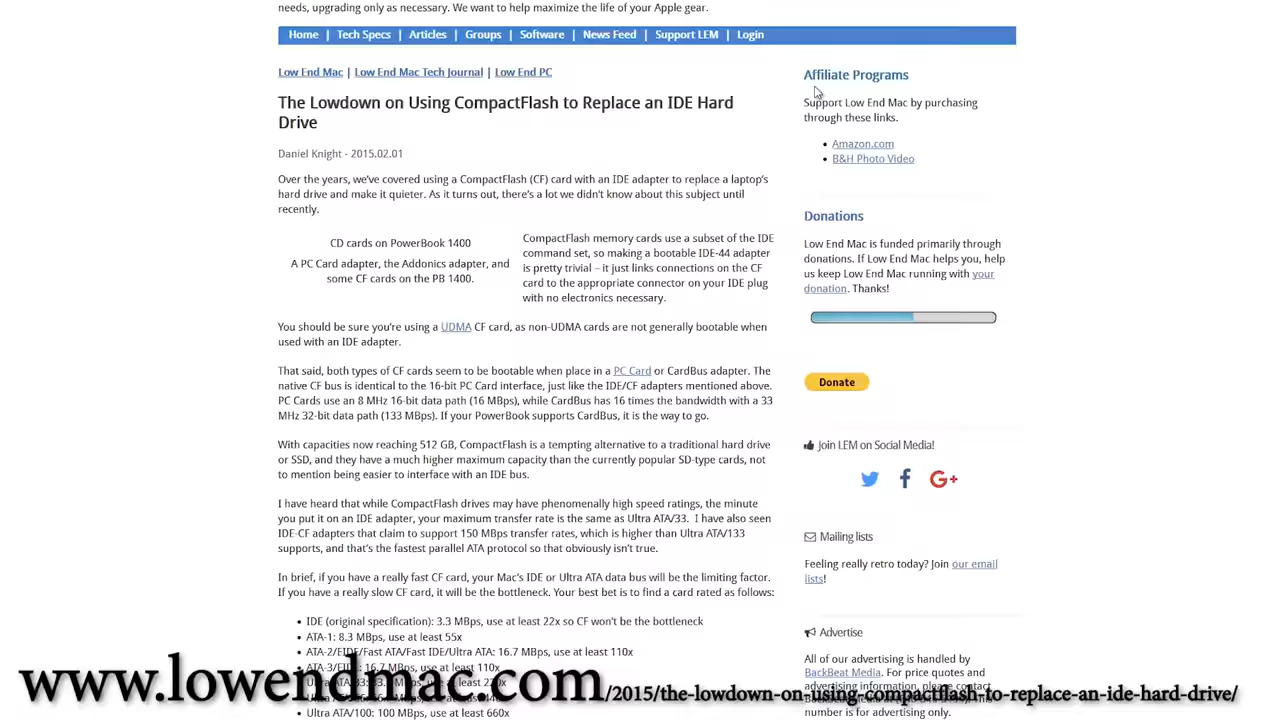 needs, upgrading only as necessary. We want to help maximize the life of your Apple gear.
Home | Tech Specs | Articles | Groups | Software | News Feed | Support LEM | Login
Low End Mac | Low End Mac Tech Journal | Low End PC
The Lowdown on Using CompactFlash to Replace an IDE Hard
Drive
Daniel Knight - 2015.02.01
Over the years, we've covered using a CompactFlash (CF) card with an IDE adapter to replace a laptop's
hard drive and make it quieter. As it turns out, there's a lot we didn't know about this subject until
recently.
CD cards on PowerBook 1400
A PC Card adapter, the Addonics adapter, and
some CF cards on the PB 1400.
CompactFlash memory cards use a subset of the IDE
command set, so making a bootable IDE-44 adapter
is pretty trivial – it just links connections on the CF
card to the appropriate connector on your IDE plug
with no electronics necessary.
You should be sure you're using a UDMA CF card, as non-UDMA cards are not generally bootable when
used with an IDE adapter.
That said, both types of CF cards seem to be bootable when place in a PC Card or CardBus adapter. The
native CF bus is identical to the 16-bit PC Card interface, just like the IDE/CF adapters mentioned above.
PC Cards use an 8 MHz 16-bit data path (16 MBps), while CardBus has 16 times the bandwidth with a 33
MHz 32-bit data path (133 MBps). If your PowerBook supports CardBus, it is the way to go.
With capacities now reaching 512 GB, CompactFlash is a tempting alternative to a traditional hard drive
or SSD, and they have a much higher maximum capacity than the currently popular SD-type cards, not
to mention being easier to interface with an IDE bus.
I have heard that while CompactFlash drives may have phenomenally high speed ratings, the minute
you put it on an IDE adapter, your maximum transfer rate is the same as Ultra ATA/33. I have also seen
IDE-CF adapters that claim to support 150 MBps transfer rates, which is higher than Ultra ATA/133
supports, and that's the fastest parallel ATA protocol so that obviously isn't true.
In brief, if you have a really fast CF card, your Mac's IDE or Ultra ATA data bus will be the limiting factor.
If you have a really slow CF card, it will be the bottleneck. Your best bet is to find a card rated as follows:
• IDE (original specification): 3.3 MBps, use at least 22x so CF won't be the bottleneck
• ATA-1: 8.3 MBps, use at least 55x
• ATA-2/EIDE/Fast ATA/Fast IDE/Ultra ATA: 16.7 MBps, use at least 110x
• ATA-3/EIDE: 16.7 MBps, use at least 110x
• Ultra ATA/100: 100 MBps, use at least 660x
Affiliate Programs
Support Low End Mac by purchasing
through these links.
• Amazon.com
• B&H Photo Video
Donations
Low End Mac is funded primarily through
donations. If Low End Mac helps you, help
us keep Low End Mac running with your
donation. Thanks!
Donate
Join LEM on Social Media!
Mailing lists
Feeling really retro today? Join our email
lists!
Advertise
All of our advertising is handled by
BackBeat Media. For price quotes and
advertising information, please contact
number is for advertising only.
www.lowendmac.com/2015/the-lowdown-on-using-compactflash-to-replace-an-ide-hard-drive/